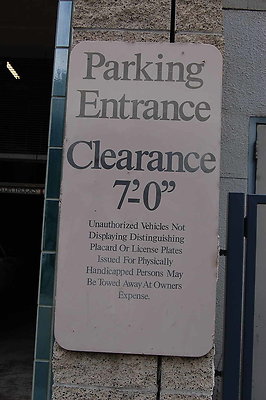 Parking
Entrance
Clearance
7'-0"
Unauthorized Vehicles Not
Displaying Distinguishing
Placard Or License Plates
Issued For Physically
Handicapped Persons May
Be Towed Away At Owners
Expense.